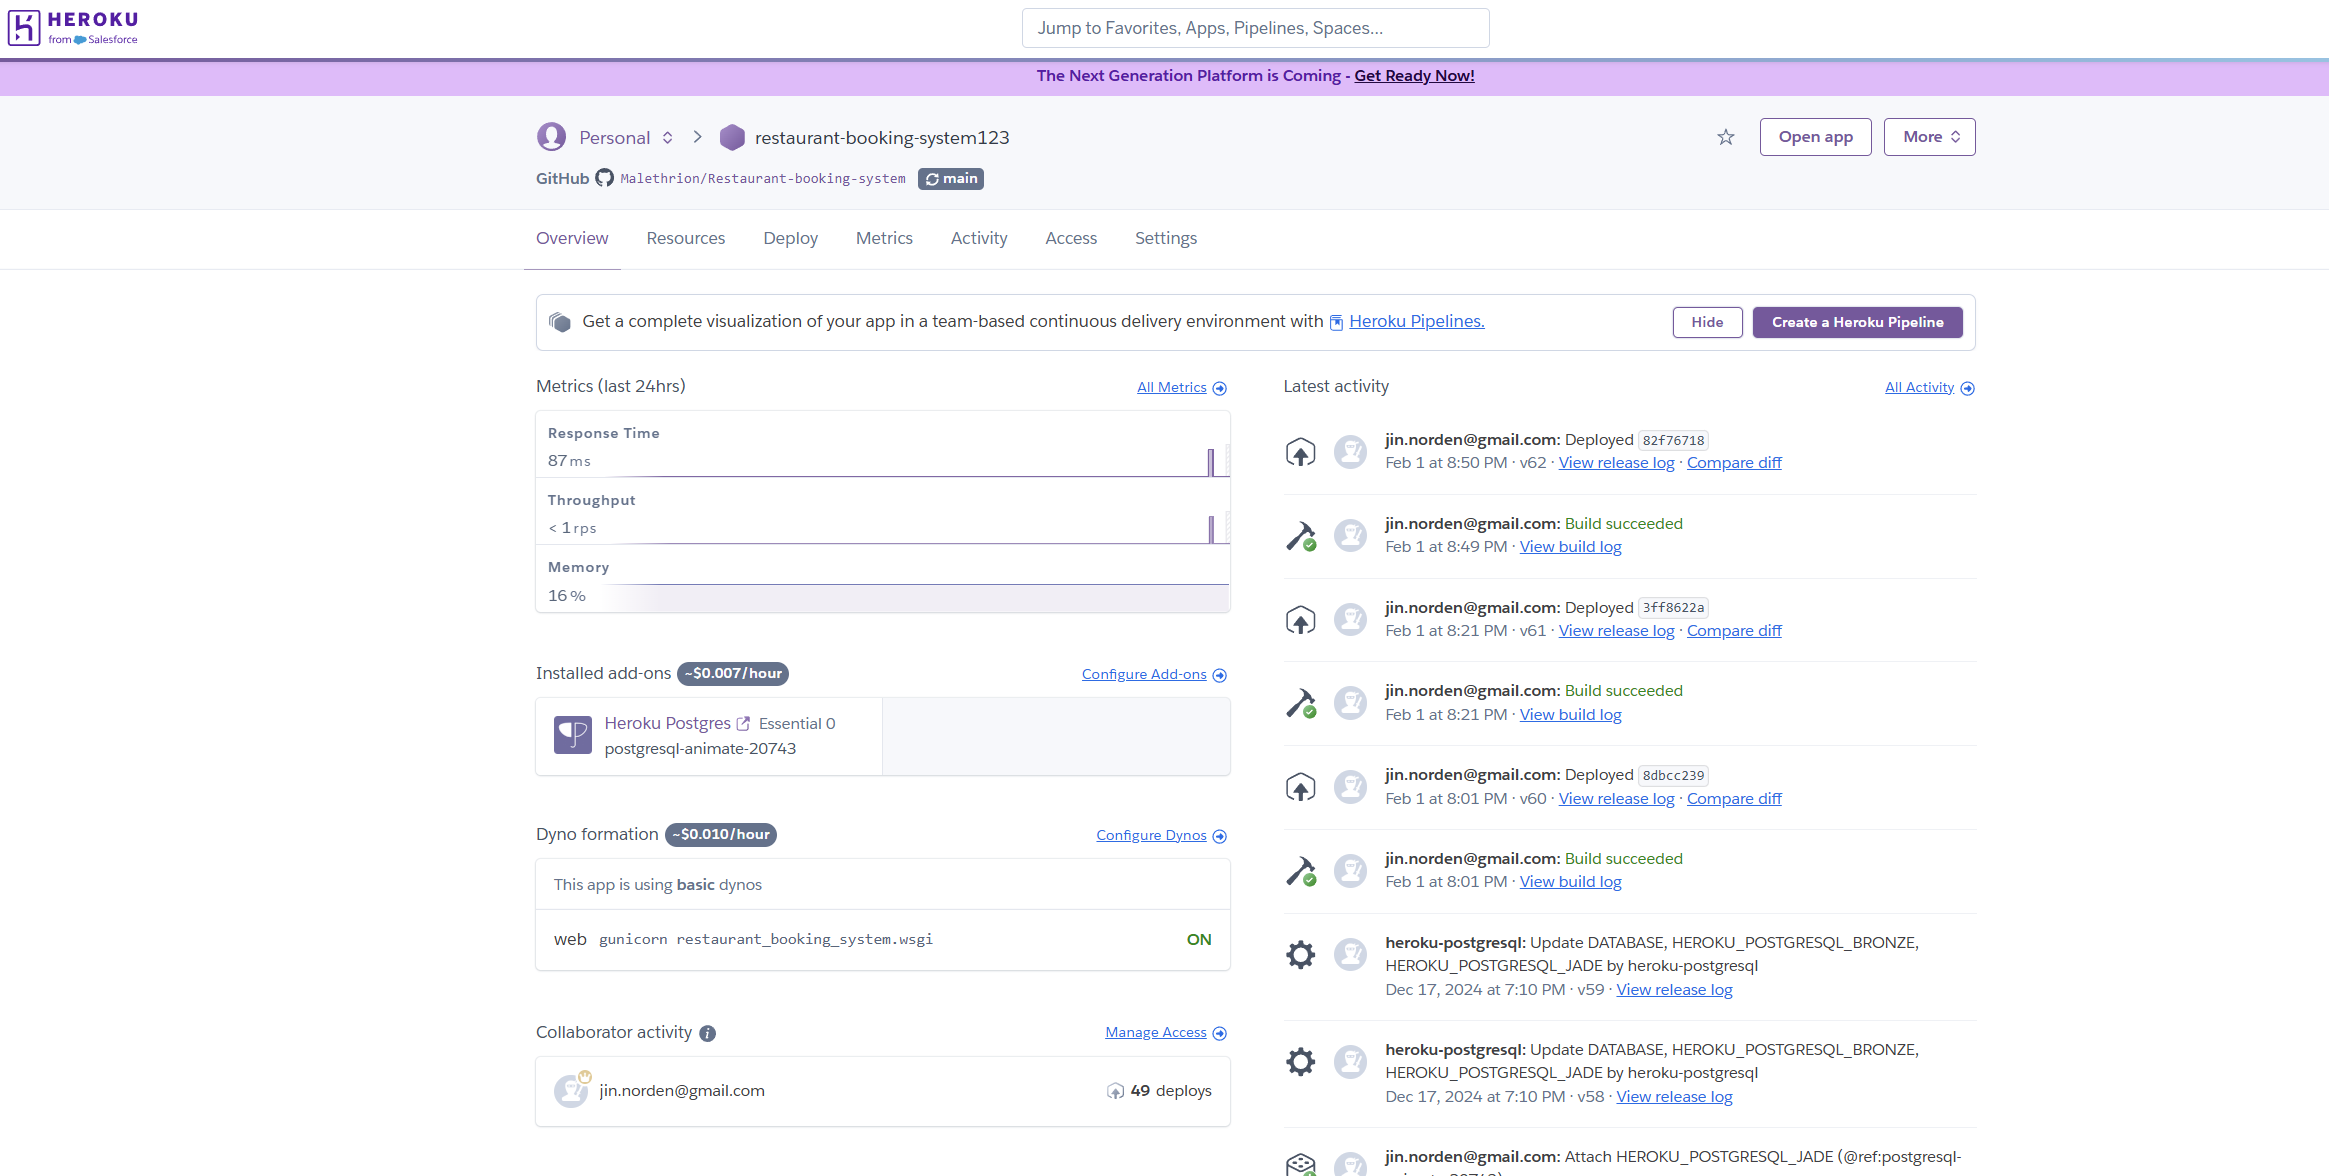 HEROKU
from Salesforce
Jump to Favorites, Apps, Pipelines, Spaces...
The Next Generation Platform is Coming - Get Ready Now!
Personal
restaurant-booking-system123
Open app
More
GitHub Malethrion/Restaurant-booking-system main
Overview
Resources
Deploy
Metrics
Activity
Access
Settings
Get a complete visualization of your app in a team-based continuous delivery environment with Heroku Pipelines.
Hide
Create a Heroku Pipeline
Metrics (last 24hrs)
All Metrics
Response Time
87 ms
Throughput
< 1 rps
Memory
16 %
Installed add-ons ~$0.007/hour
Configure Add-ons
Heroku Postgres Essential 0
postgresql-animate-20743
Dyno formation ~$0.010/hour
Configure Dynos
This app is using basic dynos
web gunicorn restaurant_booking_system.wsgi
ON
Collaborator activity
Manage Access
jin.norden@gmail.com
49 deploys
Latest activity
All Activity
jin.norden@gmail.com: Deployed 82f76718
Feb 1 at 8:50 PM · v62 · View release log · Compare diff
jin.norden@gmail.com: Build succeeded
Feb 1 at 8:49 PM · View build log
jin.norden@gmail.com: Deployed 3ff8622a
Feb 1 at 8:21 PM · v61 · View release log · Compare diff
jin.norden@gmail.com: Build succeeded
Feb 1 at 8:21 PM · View build log
jin.norden@gmail.com: Deployed 8dbcc239
Feb 1 at 8:01 PM · v60 · View release log · Compare diff
jin.norden@gmail.com: Build succeeded
Feb 1 at 8:01 PM · View build log
heroku-postgresql: Update DATABASE, HEROKU_POSTGRESQL_BRONZE,
HEROKU_POSTGRESQL_JADE by heroku-postgresql
Dec 17, 2024 at 7:10 PM · v59 · View release log
heroku-postgresql: Update DATABASE, HEROKU_POSTGRESQL_BRONZE,
HEROKU_POSTGRESQL_JADE by heroku-postgresql
Dec 17, 2024 at 7:10 PM · v58 · View release log
jin.norden@gmail.com: Attach HEROKU_POSTGRESQL_JADE (@ref:postgresql-